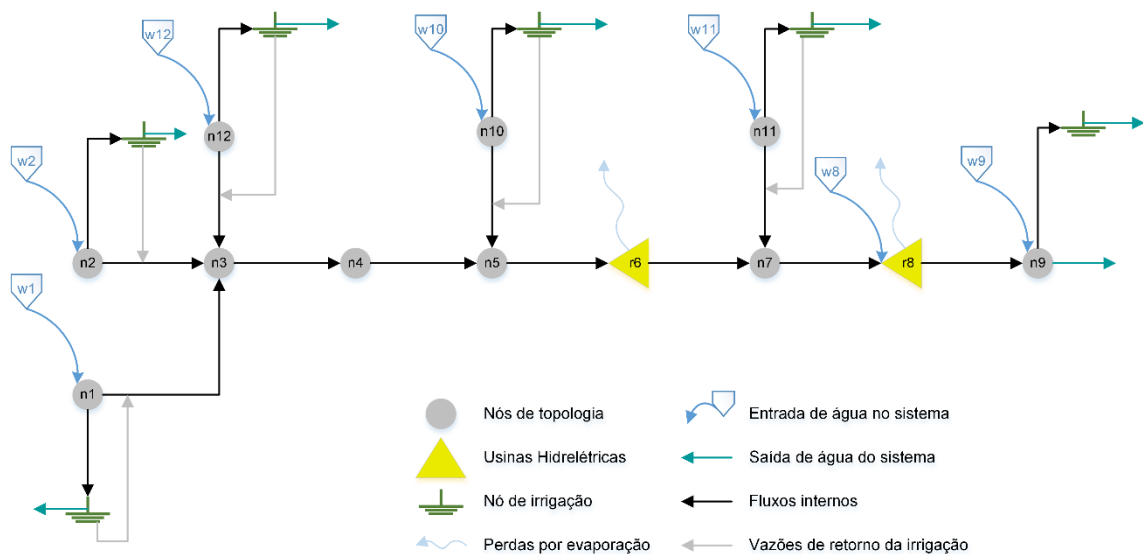 w12
w10
w11
n12
n10
n11
w2
w8
w9
n2
n3
n4
n5
r6
n7
r8
n9
w1
n1
Nós de topologia
Entrada de água no sistema
Usinas Hidrelétricas
Saída de água do sistema
Nó de irrigação
Fluxos internos
Perdas por evaporação
Vazões de retorno da irrigação